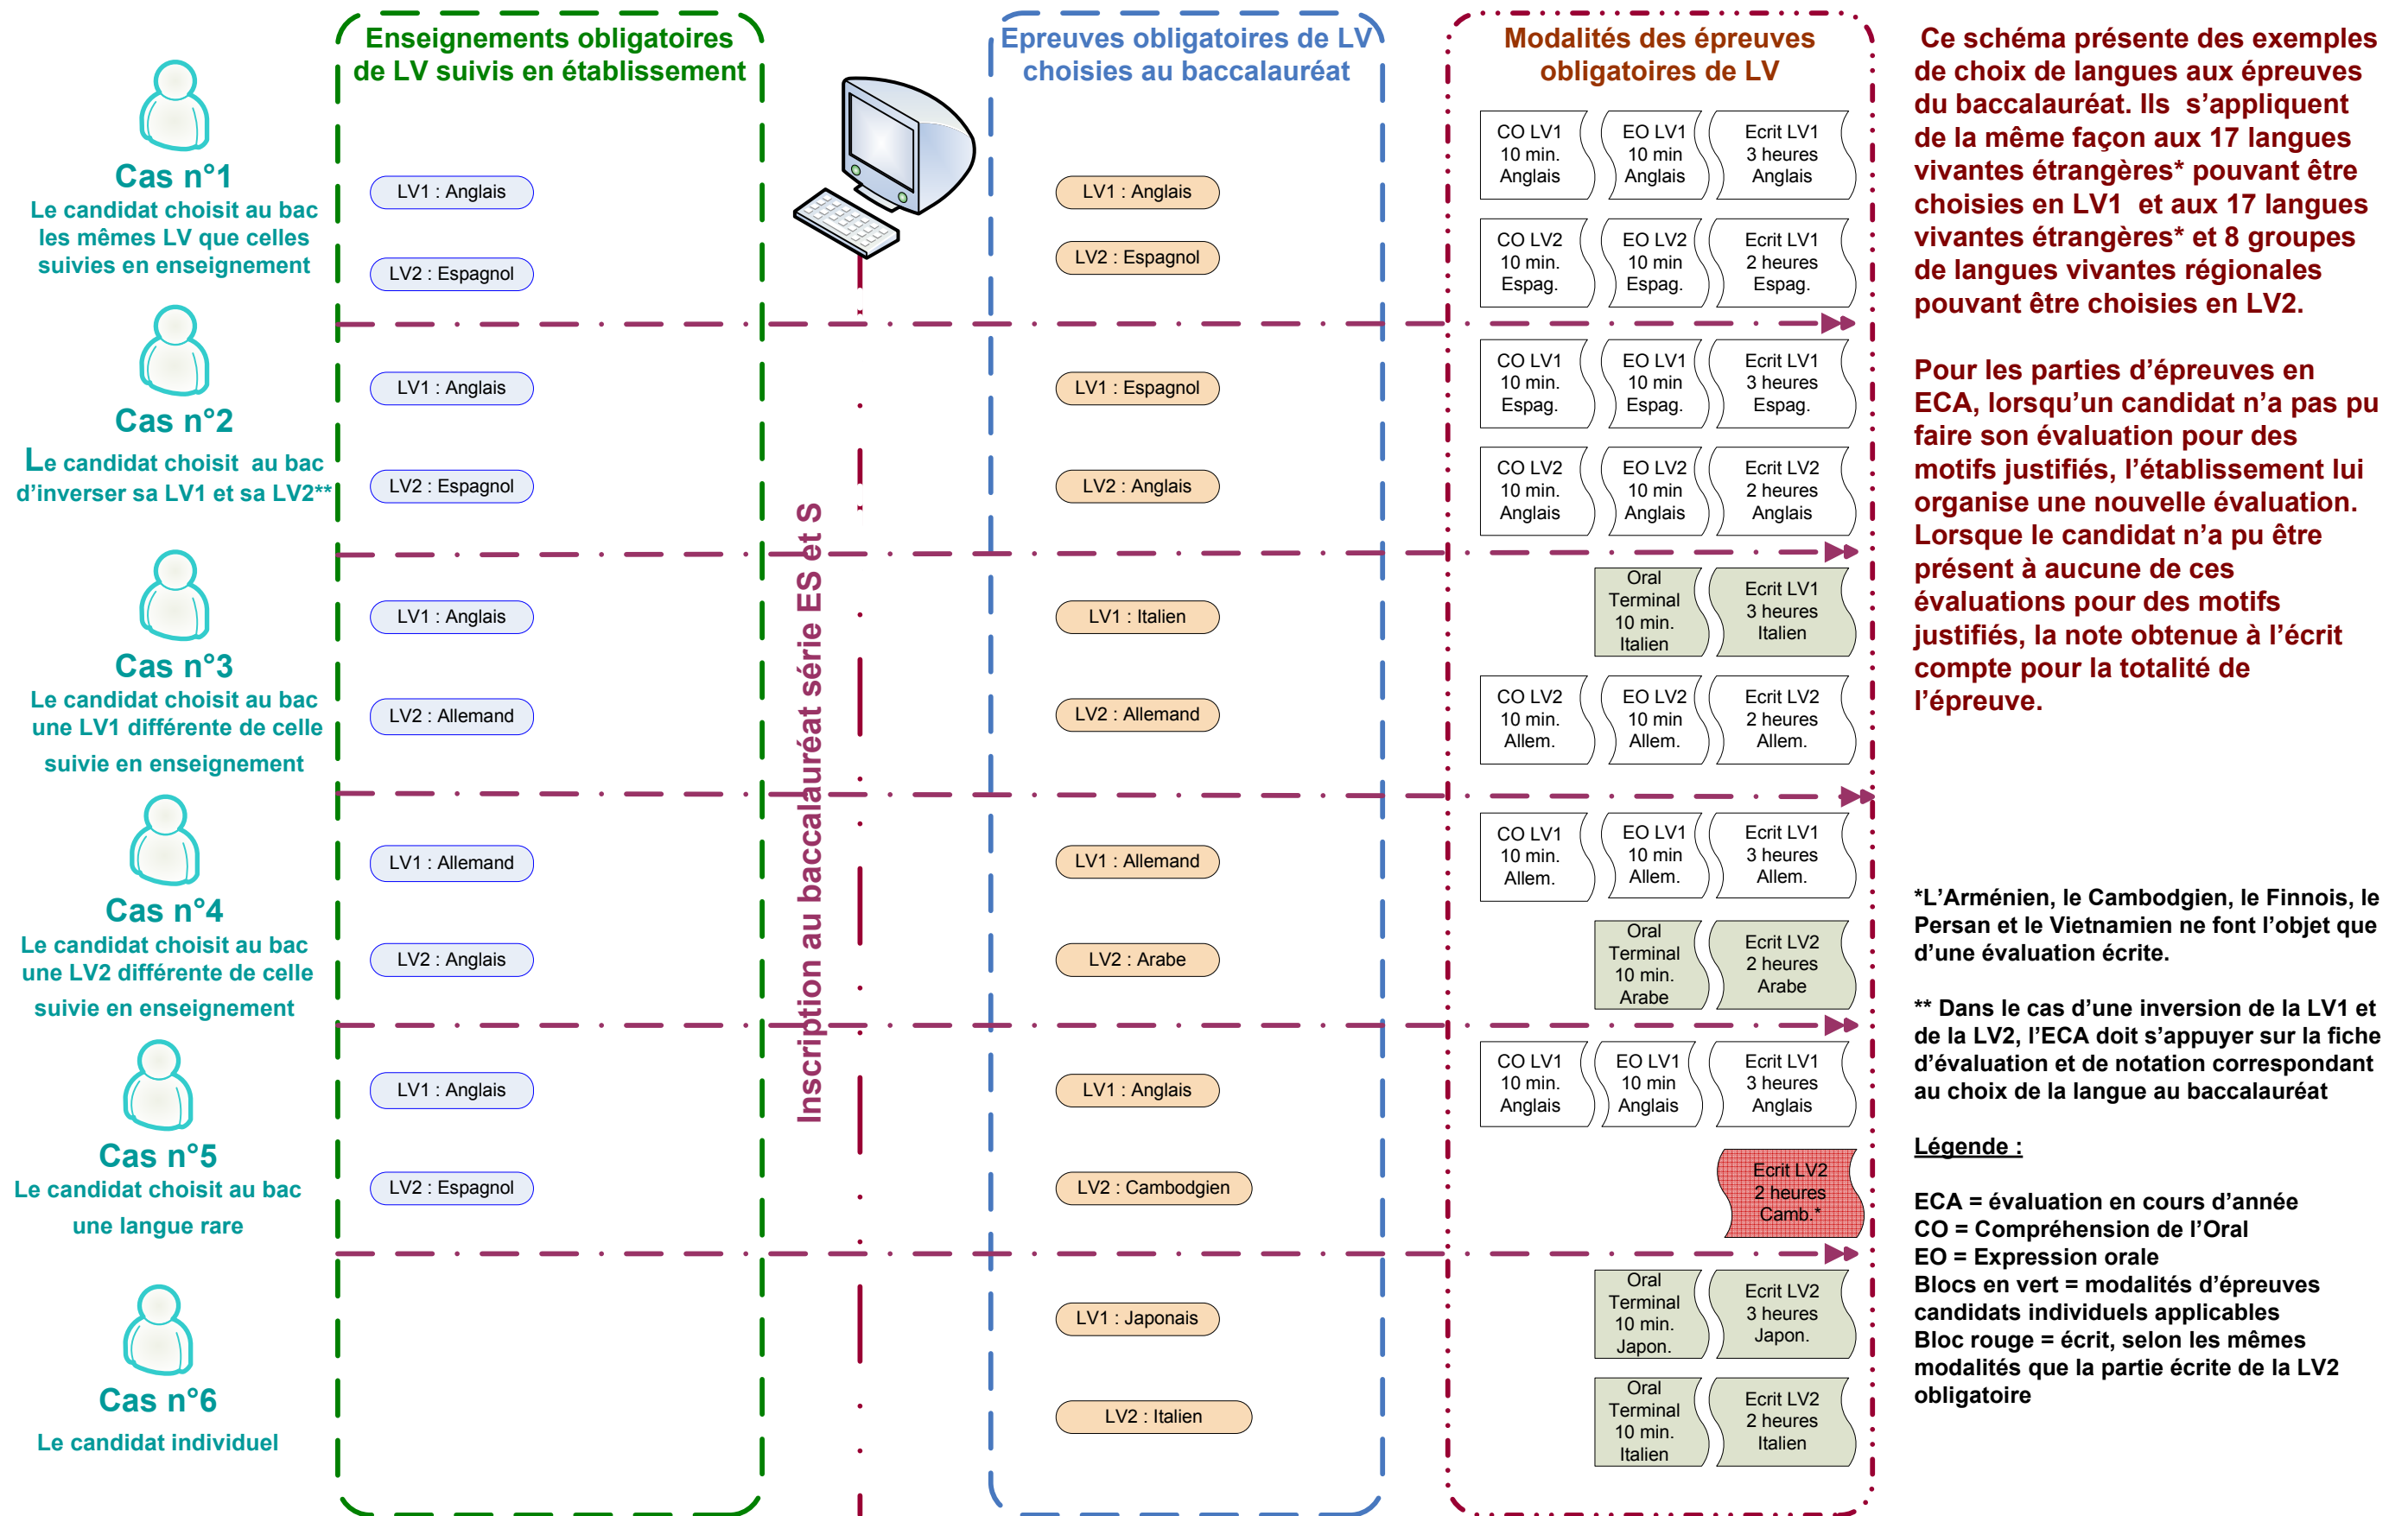 Enseignements obligatoires
de LV suivis en établissement
Epreuves obligatoires de LV
choisies au baccalauréat
Modalités des épreuves
obligatoires de LV
Inscription au baccalauréat série ES et S
Cas n°1
Le candidat choisit au bac
les mêmes LV que celles
suivies en enseignement
LV1 : Anglais
LV2 : Espagnol
LV1 : Anglais
LV2 : Espagnol
CO LV1
10 min.
Anglais
EO LV1
10 min
Anglais
Ecrit LV1
3 heures
Anglais
CO LV2
10 min.
Espag.
EO LV2
10 min
Espag.
Ecrit LV1
2 heures
Espag.
Cas n°2
Le candidat choisit au bac
d'inverser sa LV1 et sa LV2**
LV1 : Anglais
LV2 : Espagnol
LV1 : Espagnol
LV2 : Anglais
CO LV1
10 min.
Espag.
EO LV1
10 min
Espag.
Ecrit LV1
3 heures
Espag.
CO LV2
10 min.
Anglais
EO LV2
10 min
Anglais
Ecrit LV2
2 heures
Anglais
Cas n°3
Le candidat choisit au bac
une LV1 différente de celle
suivie en enseignement
LV1 : Anglais
LV2 : Allemand
LV1 : Italien
LV2 : Allemand
Oral
Terminal
10 min.
Italien
Ecrit LV1
3 heures
Italien
CO LV2
10 min.
Allem.
EO LV2
10 min
Allem.
Ecrit LV2
2 heures
Allem.
Cas n°4
Le candidat choisit au bac
une LV2 différente de celle
suivie en enseignement
LV1 : Allemand
LV2 : Anglais
LV1 : Allemand
LV2 : Arabe
CO LV1
10 min.
Allem.
EO LV1
10 min
Allem.
Ecrit LV1
3 heures
Allem.
Oral
Terminal
10 min.
Arabe
Ecrit LV2
2 heures
Arabe
Cas n°5
Le candidat choisit au bac
une langue rare
LV1 : Anglais
LV2 : Espagnol
LV1 : Anglais
LV2 : Cambodgien
CO LV1
10 min.
Anglais
EO LV1
10 min
Anglais
Ecrit LV1
3 heures
Anglais
Ecrit LV2
2 heures
Camb.*
Cas n°6
Le candidat individuel
LV1 : Japonais
LV2 : Italien
Oral
Terminal
10 min.
Japon.
Ecrit LV2
3 heures
Japon.
Oral
Terminal
10 min.
Italien
Ecrit LV2
2 heures
Italien
Ce schéma présente des exemples
de choix de langues aux épreuves
du baccalauréat. Ils s'appliquent
de la même façon aux 17 langues
vivantes étrangères* pouvant être
choisies en LV1 et aux 17 langues
vivantes étrangères* et 8 groupes
de langues vivantes régionales
pouvant être choisies en LV2.
Pour les parties d'épreuves en
ECA, lorsqu'un candidat n'a pas pu
faire son évaluation pour des
motifs justifiés, l'établissement lui
organise une nouvelle évaluation.
Lorsque le candidat n'a pu être
présent à aucune de ces
évaluations pour des motifs
justifiés, la note obtenue à l'écrit
compte pour la totalité de
l'épreuve.
*L'Arménien, le Cambodgien, le Finnois, le
Persan et le Vietnamien ne font l'objet que
d'une évaluation écrite.
** Dans le cas d'une inversion de la LV1 et
de la LV2, l'ECA doit s'appuyer sur la fiche
d'évaluation et de notation correspondant
au choix de la langue au baccalauréat
Légende :
ECA = évaluation en cours d'année
CO = Compréhension de l'Oral
EO = Expression orale
Blocs en vert = modalités d'épreuves
candidats individuels applicables
Bloc rouge = écrit, selon les mêmes
modalités que la partie écrite de la LV2
obligatoire